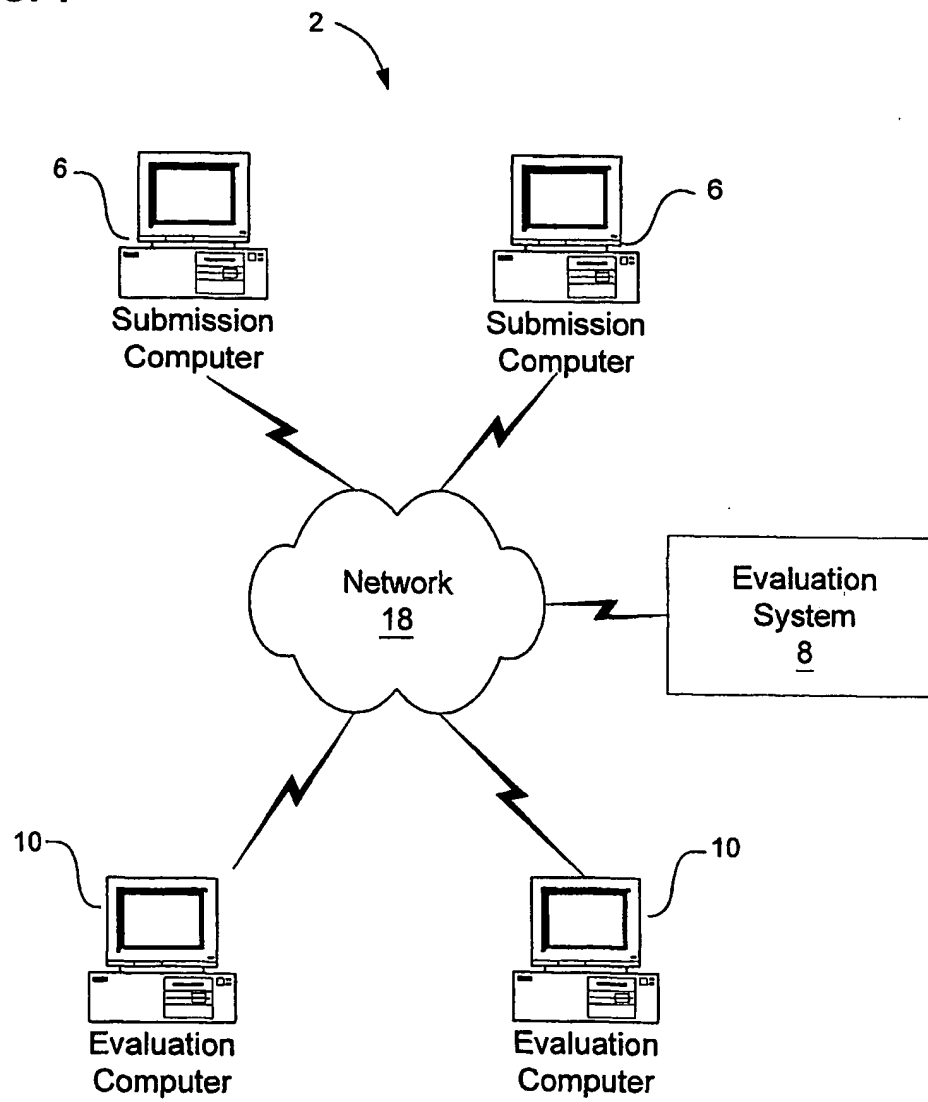 2
6
6
Submission
Computer
Submission
Computer
Network
18
Evaluation
System
8
10
10
Evaluation
Computer
Evaluation
Computer